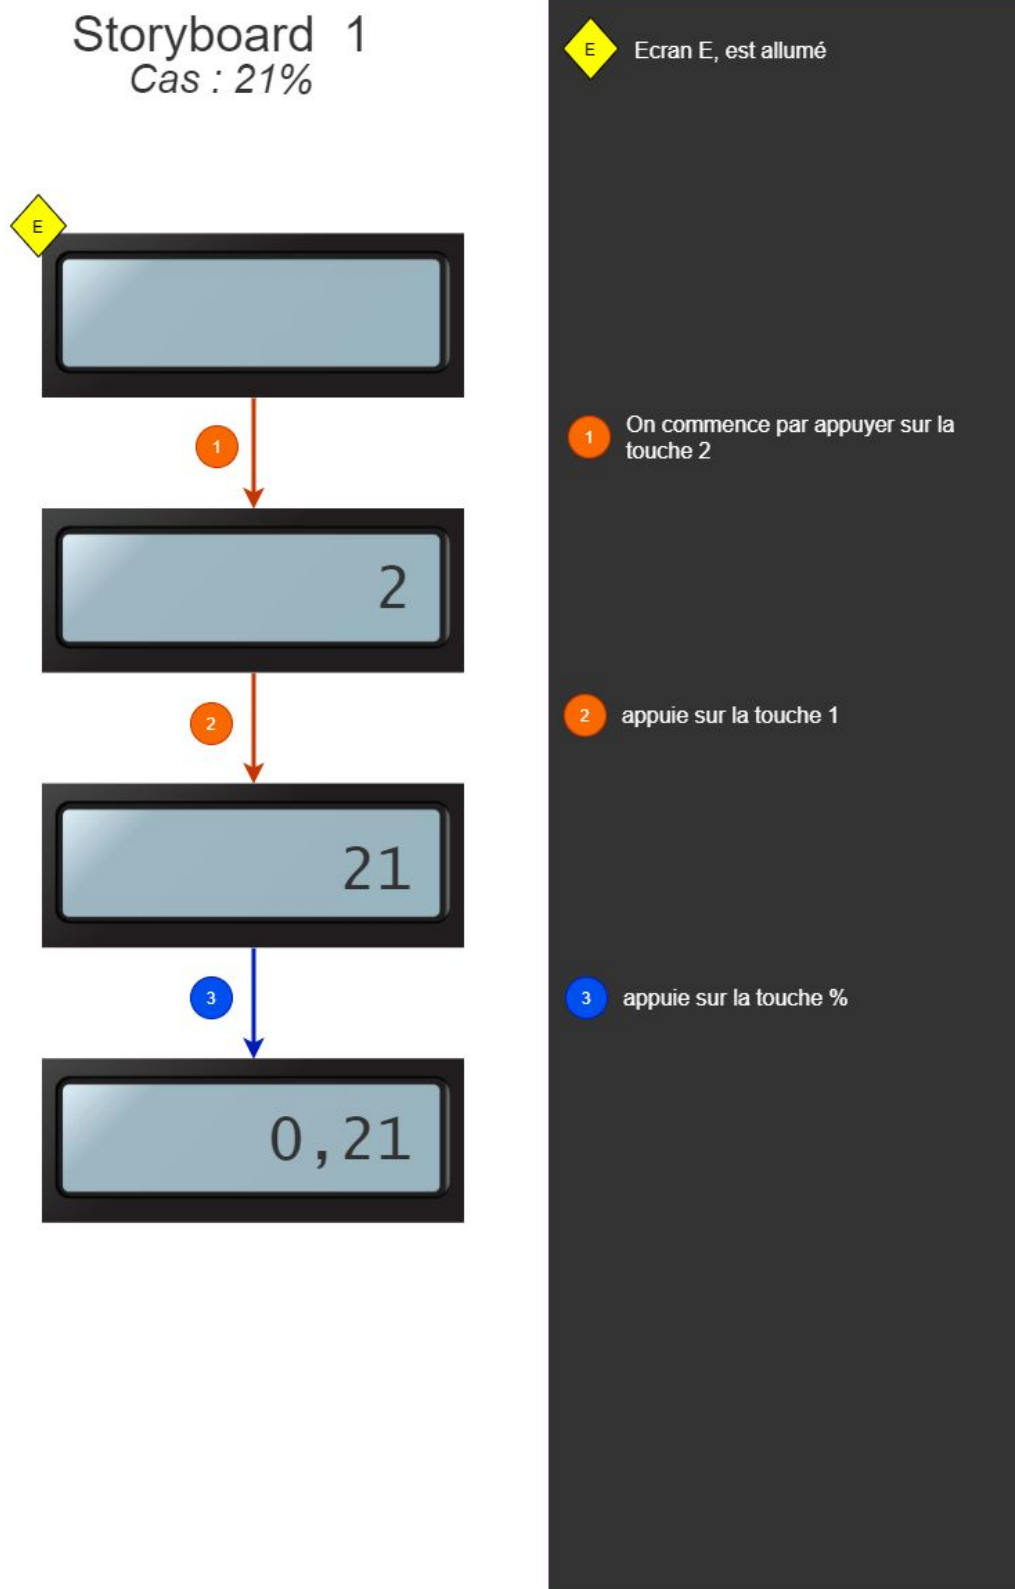 Storyboard 1
Cas : 21%
E
Ecran E, est allumé
E
1
On commence par appuyer sur la
touche 2
1
2
2
appuie sur la touche 1
2
21
3
appuie sur la touche %
3
0,21